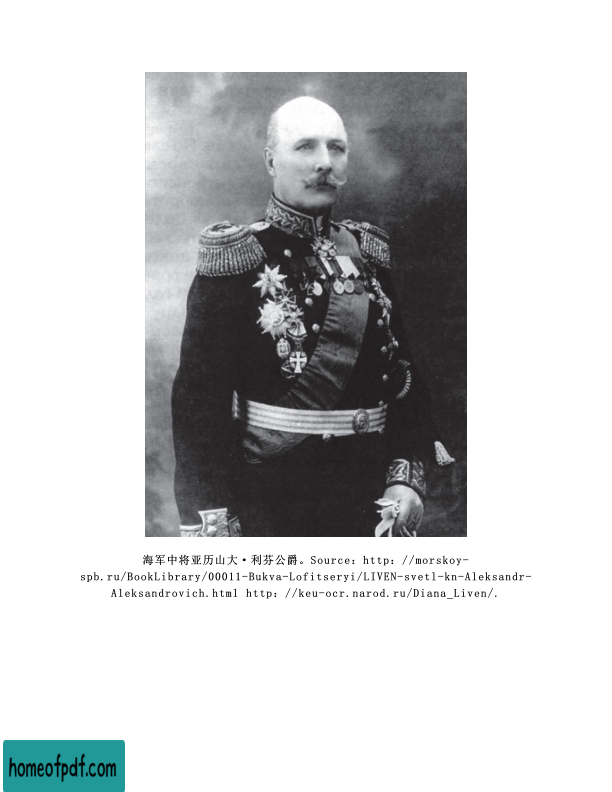 海军中将亚历山大·利芬公爵。Source：http：//morskoy-
spb.ru/BookLibrary/00011-Bukva-Lofitseryi/LIVEN-svetl-kn-Aleksandr-
Aleksandrovich.html http：//keu-ocr.narod.ru/Diana_Liven/.
homeofpdf.com